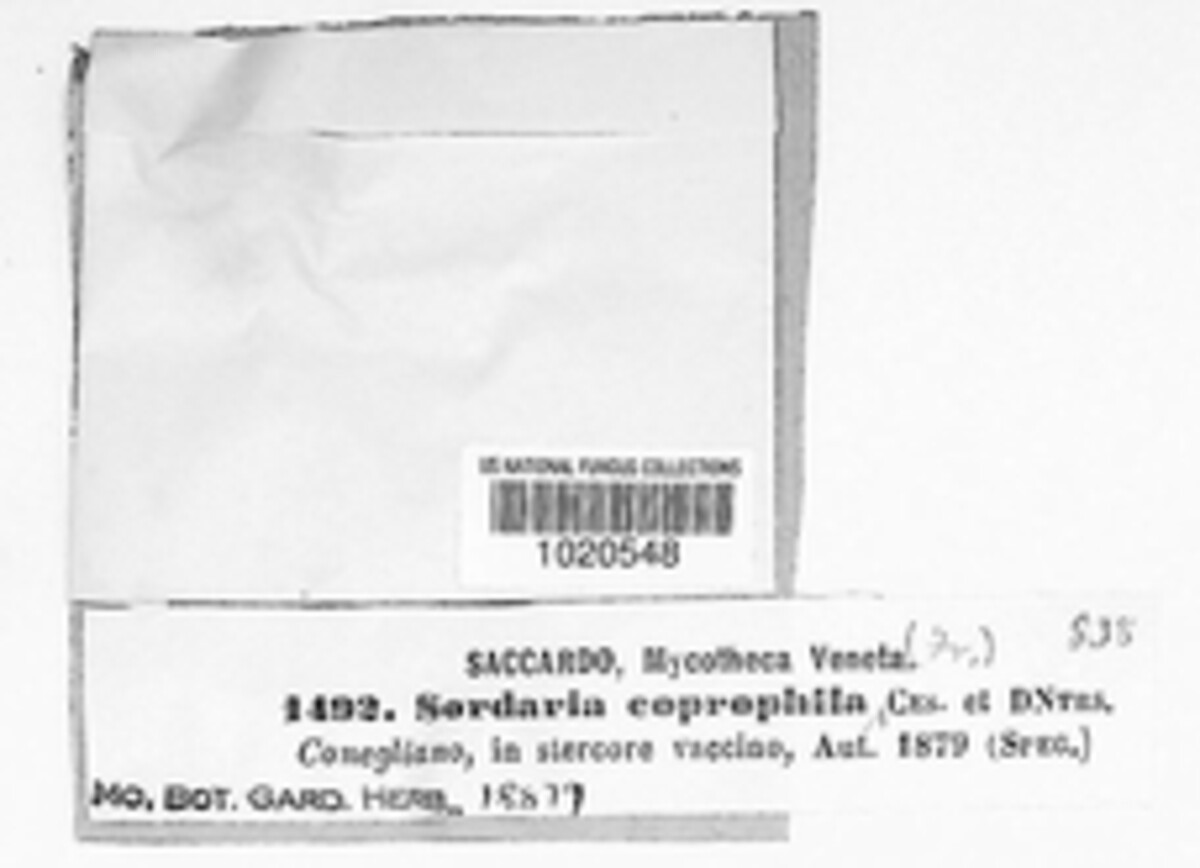 US NATIONAL FUNGUS COLLECTIONS
1020548
SACCARDO, Mycotheca Veneta. (Fr.) 535
1492. Sordaria coprophila Ces. et DNtrs.
Conegliano, in stercore vaccino, Aut. 1879 (Speg.)
Mo. Bot. Gard. Herb.,